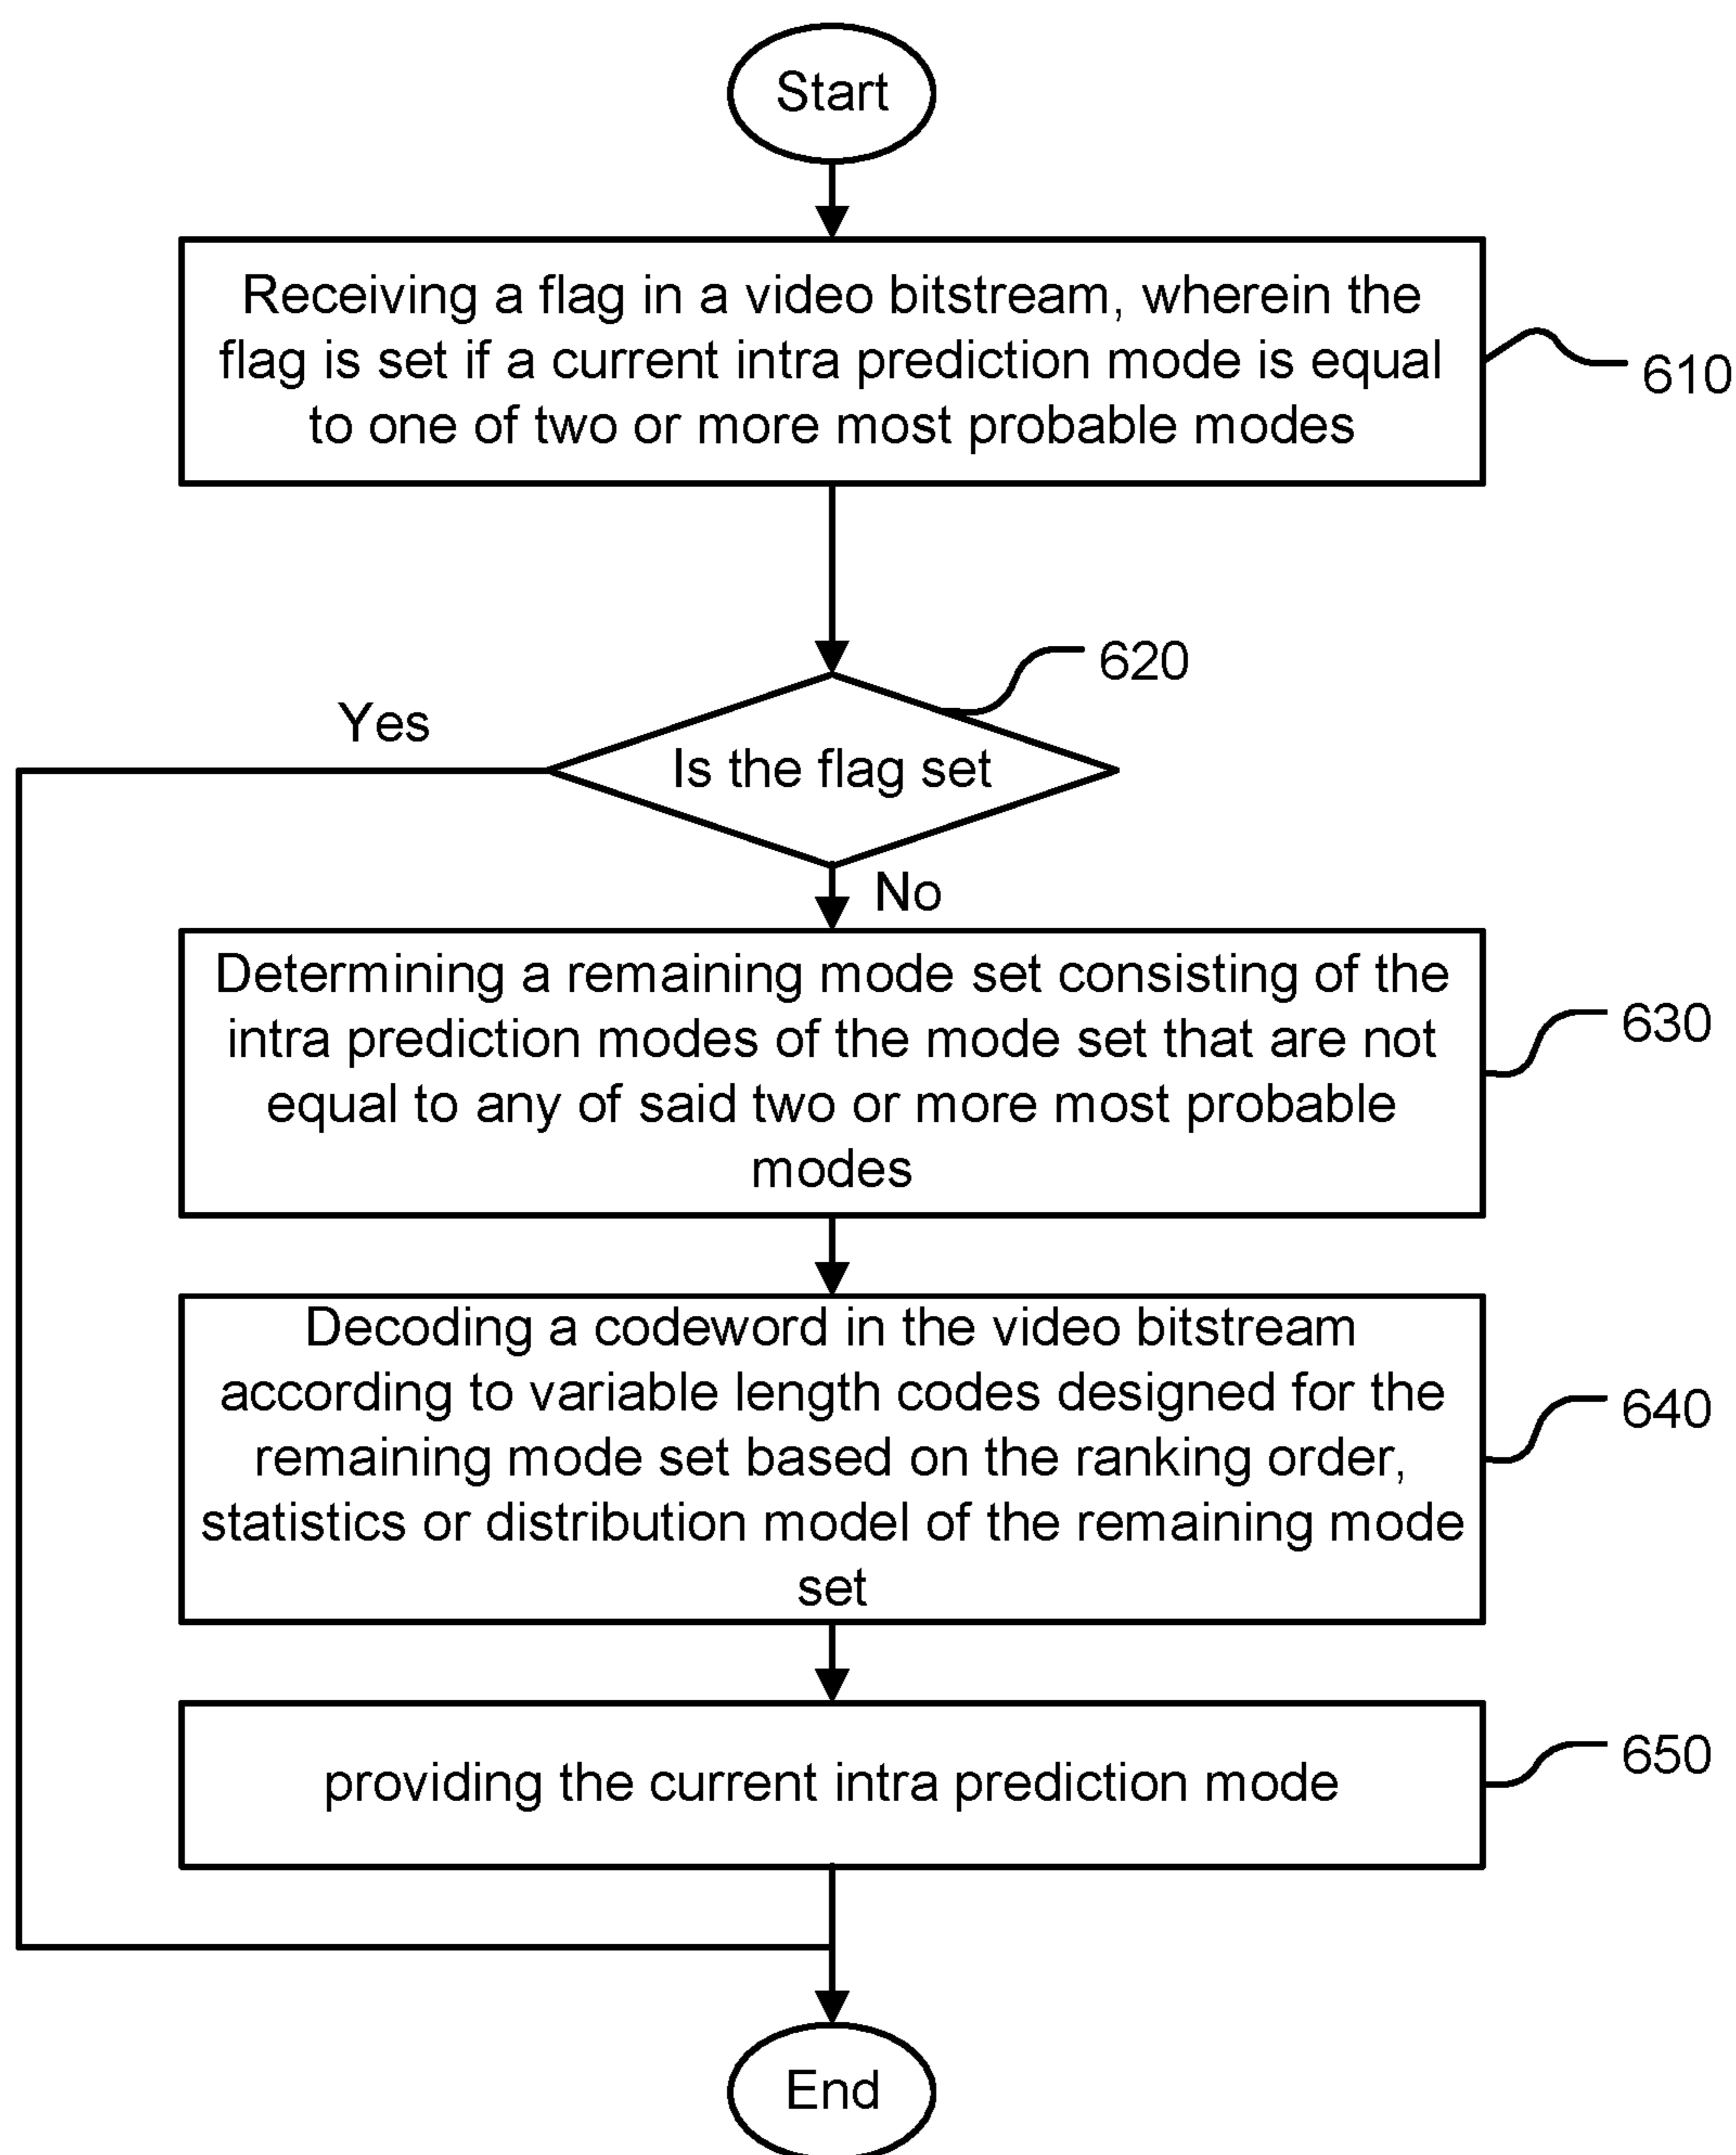 Start
Receiving a flag in a video bitstream, wherein the
flag is set if a current intra prediction mode is equal
to one of two or more most probable modes
610
620
Yes
Is the flag set
No
Determining a remaining mode set consisting of the
intra prediction modes of the mode set that are not
equal to any of said two or more most probable
modes
630
Decoding a codeword in the video bitstream
according to variable length codes designed for the
remaining mode set based on the ranking order,
statistics or distribution model of the remaining mode
set
640
providing the current intra prediction mode
650
End